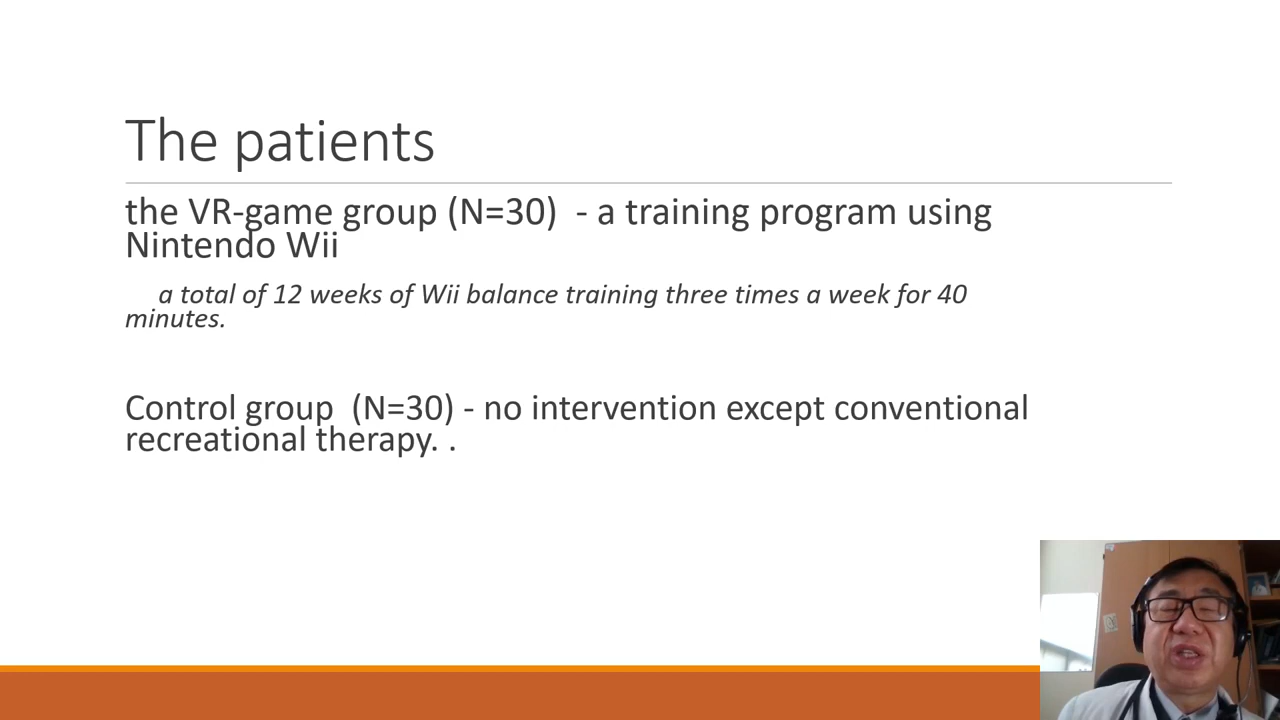 The patients
the VR-game group (N=30)  - a training program using
Nintendo Wii
a total of 12 weeks of Wii balance training three times a week for 40
minutes.
Control group  (N=30) - no intervention except conventional
recreational therapy. .